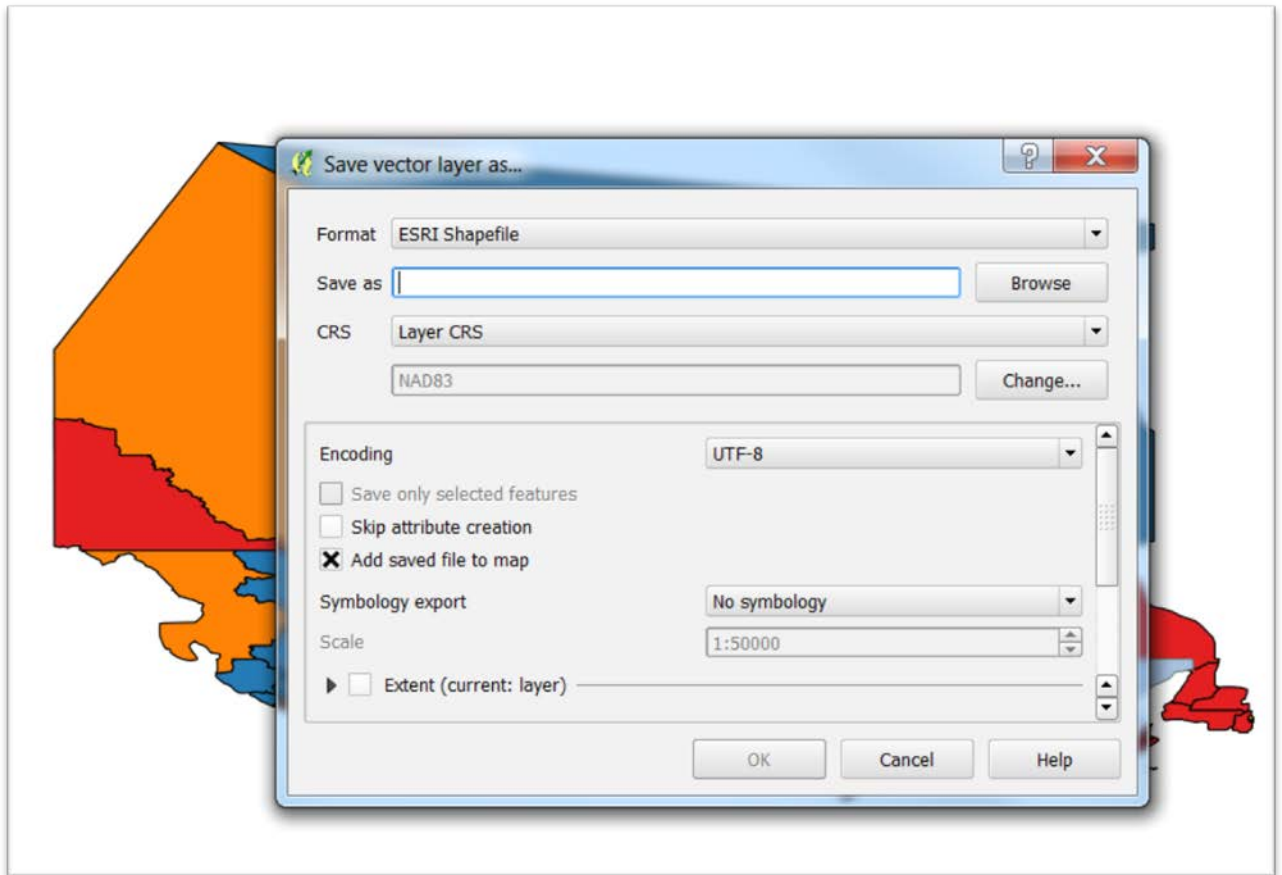 Save vector layer as...
Format ESRI Shapefile
Save as Browse
CRS Layer CRS
NAD83 Change...
Encoding UTF-8
Save only selected features
Skip attribute creation
Add saved file to map
Symbology export No symbology
Scale 1:50000
Extent (current: layer)
OK Cancel Help